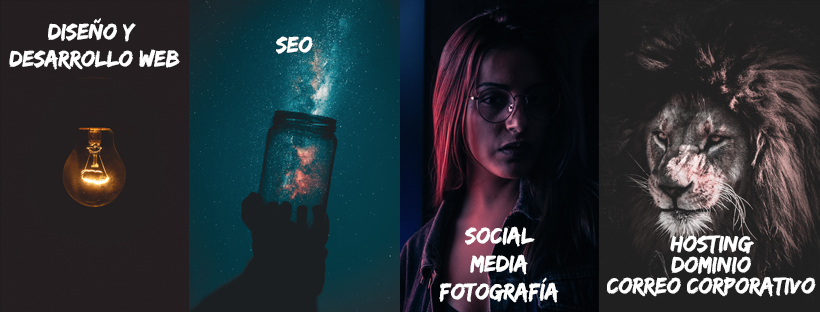 DISEÑO Y
DESARROLLO WEB
SEO
SOCIAL
MEDIA
FOTOGRAFÍA
HOSTING
DOMINIO
CORREO CORPORATIVO